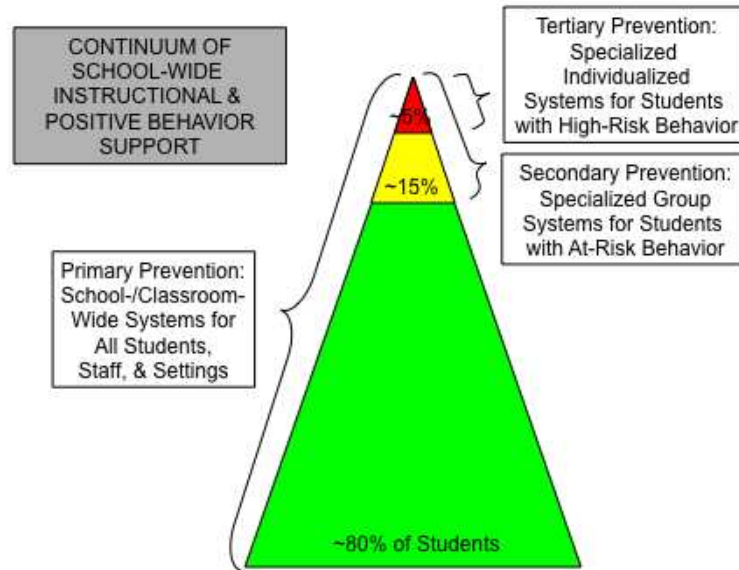 CONTINUUM OF
SCHOOL-WIDE
INSTRUCTIONAL &
POSITIVE BEHAVIOR
SUPPORT
Tertiary Prevention:
Specialized
Individualized
Systems for Students
with High-Risk Behavior
~5%
~15%
Secondary Prevention:
Specialized Group
Systems for Students
with At-Risk Behavior
Primary Prevention:
School-/Classroom-
Wide Systems for
All Students,
Staff, & Settings
~80% of Students